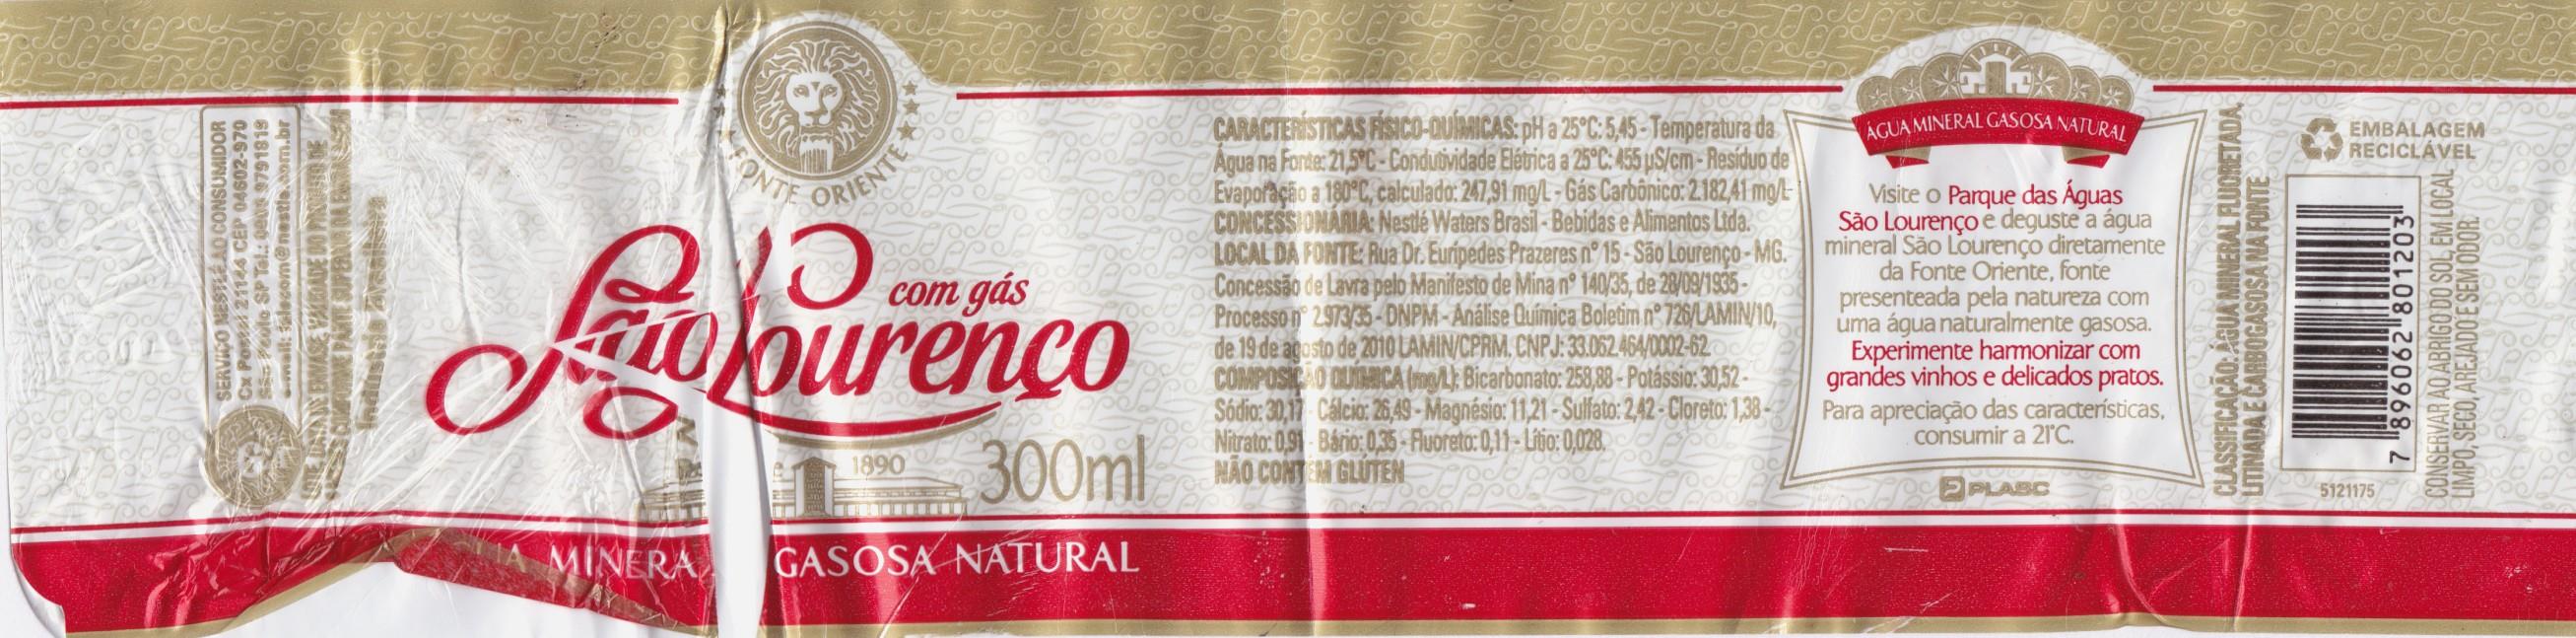 SERVIÇO NESTLÉ AO CONSUMIDOR
Cx Postal 21144 CEP 04602-970
São Paulo SP Tel.: 0800 9791819
e-mail: falecom@nestle.com.br
FONTE ORIENTE
São Lourenço
com gás
1890
300ml
MINERA GASOSA NATURAL
CARACTERÍSTICAS FÍSICO-QUÍMICAS: pH a 25°C: 5,45 - Temperatura da
Água na Fonte: 21,5°C - Condutividade Elétrica a 25°C: 455 µS/cm - Resíduo de
Evaporação a 180°C, calculado: 247,91 mg/L - Gás Carbônico: 2.182,41 mg/L
CONCESSIONÁRIA: Nestlé Waters Brasil - Bebidas e Alimentos Ltda.
LOCAL DA FONTE: Rua Dr. Eurípedes Prazeres nº 15 - São Lourenço - MG.
Concessão de Lavra pelo Manifesto de Mina nº 140/35, de 28/09/1935 -
Processo nº 2.973/35 - DNPM - Análise Química Boletim nº 726/LAMIN/10,
de 19 de agosto de 2010 LAMIN/CPRM. CNPJ: 33.062.464/0002-62.
COMPOSIÇÃO QUÍMICA (mg/L): Bicarbonato: 258,88 - Potássio: 30,52 -
Sódio: 30,17 - Cálcio: 26,49 - Magnésio: 11,21 - Sulfato: 2,42 - Cloreto: 1,38 -
Nitrato: 0,91 - Bário: 0,35 - Fluoreto: 0,11 - Lítio: 0,028.
NÃO CONTÉM GLÚTEN
ÁGUA MINERAL GASOSA NATURAL
Visite o Parque das Águas
São Lourenço e deguste a água
mineral São Lourenço diretamente
da Fonte Oriente, fonte
presenteada pela natureza com
uma água naturalmente gasosa.
Experimente harmonizar com
grandes vinhos e delicados pratos.
Para apreciação das características,
consumir a 21°C.
PLASC
CLASSIFICAÇÃO: ÁGUA MINERAL FLUORETADA,
LITINADA E CARBOGASOSA NA FONTE
EMBALAGEM
RECICLÁVEL
7 896062 801203
5121175
CONSERVAR AO ABRIGO DO SOL, EM LOCAL
LIMPO, SECO, AREJADO E SEM ODOR.